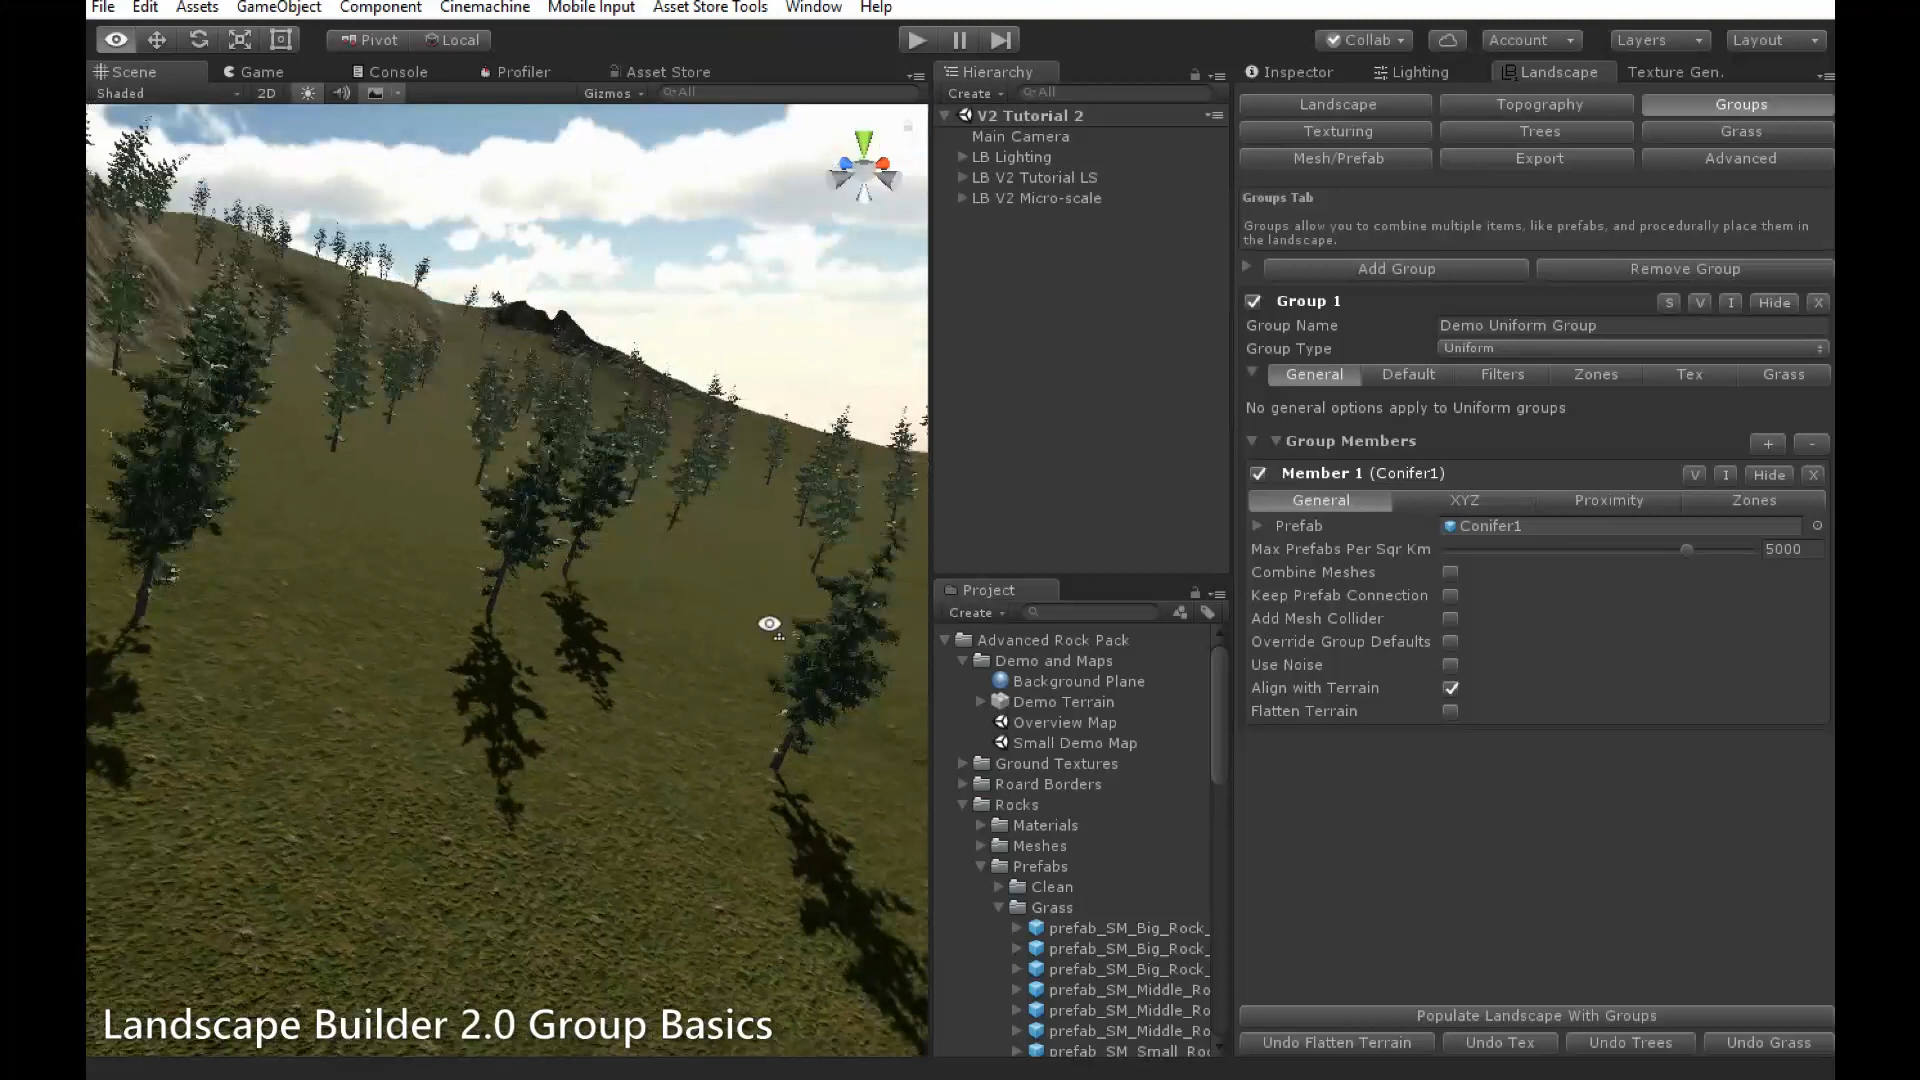 File Edit Assets GameObject Component Cinemachine Mobile Input Asset Store Tools Window Help
Pivot Local
Collab Account Layers Layout
Scene Game Console Profiler Asset Store
Shaded 2D Gizmos All
Hierarchy
Create All
V2 Tutorial 2
Main Camera
LB Lighting
LB V2 Tutorial LS
LB V2 Micro-scale
Project
Create
Advanced Rock Pack
Demo and Maps
Background Plane
Demo Terrain
Overview Map
Small Demo Map
Ground Textures
Roard Borders
Rocks
Materials
Meshes
Prefabs
Clean
Grass
prefab_SM_Big_Rock_
prefab_SM_Big_Rock_
prefab_SM_Big_Rock_
prefab_SM_Middle_Ro
prefab_SM_Middle_Ro
prefab_SM_Middle_Ro
prefab_SM_Small_Roc
Inspector Lighting Landscape Texture Gen.
Landscape Topography Groups
Texturing Trees Grass
Mesh/Prefab Export Advanced
Groups Tab
Groups allow you to combine multiple items, like prefabs, and procedurally place them in
the landscape.
Add Group Remove Group
Group 1 S V I Hide X
Group Name Demo Uniform Group
Group Type Uniform
General Default Filters Zones Tex Grass
No general options apply to Uniform groups
Group Members + -
Member 1 (Conifer1) V I Hide X
General XYZ Proximity Zones
Prefab Conifer1
Max Prefabs Per Sqr Km 5000
Combine Meshes
Keep Prefab Connection
Add Mesh Collider
Override Group Defaults
Use Noise
Align with Terrain
Flatten Terrain
Populate Landscape With Groups
Undo Flatten Terrain Undo Tex Undo Trees Undo Grass
Landscape Builder 2.0 Group Basics